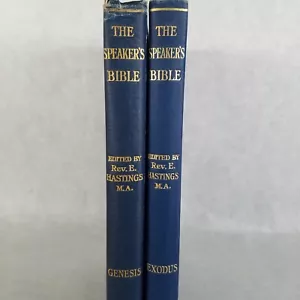 THE
SPEAKER'S
BIBLE
EDITED BY
REV. E.
HASTINGS
M.A.
GENESIS
THE
SPEAKER'S
BIBLE
EDITED BY
REV. E.
HASTINGS
M.A.
EXODUS